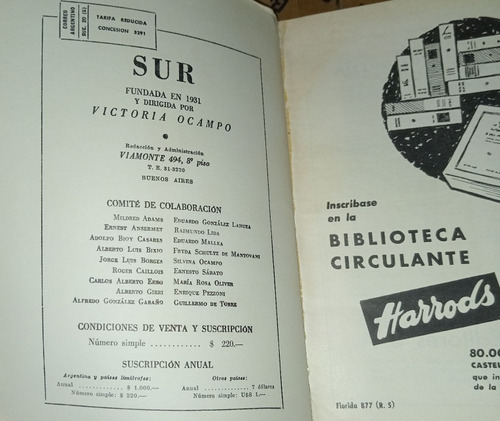 CORREO
ARGENTINO
SUC. 20 (B)
TARIFA REDUCIDA
CONCESION 3291
SUR
FUNDADA EN 1931
Y DIRIGIDA POR
VICTORIA OCAMPO
Redacción y Administración
VIAMONTE 494, 8º piso
T. E. 31-3220
BUENOS AIRES
COMITÉ DE COLABORACIÓN
MILDRED ADAMS EDUARDO GONZÁLEZ LANUZA
ERNEST ANSERMET RAIMUNDO LIDA
ADOLFO BIOY CASARES EDUARDO MALLEA
ALBERTO LUIS BIXIO FRYDA SCHULTZ DE MANTOVANI
JORGE LUIS BORGES SILVINA OCAMPO
ROGER CAILLOIS ERNESTO SÁBATO
CARLOS ALBERTO ERRO MARÍA ROSA OLIVER
ALBERTO GIRRI ENRIQUE PEZZONI
ALFREDO GONZÁLEZ GARAÑO GUILLERMO DE TORRE
CONDICIONES DE VENTA Y SUSCRIPCIÓN
Número simple ............ $ 220.—
SUSCRIPCIÓN ANUAL
Argentina y países limítrofes: Otros países:
Anual ........ $ 1.000.— Anual ........ 7 dólares
Número simple: $ 220.— Número simple: U$S 1.—
Inscríbase
en la
BIBLIOTECA
CIRCULANTE
Harrods
80.00
CASTEL
que in
de la
Florida 877 (R. 5)